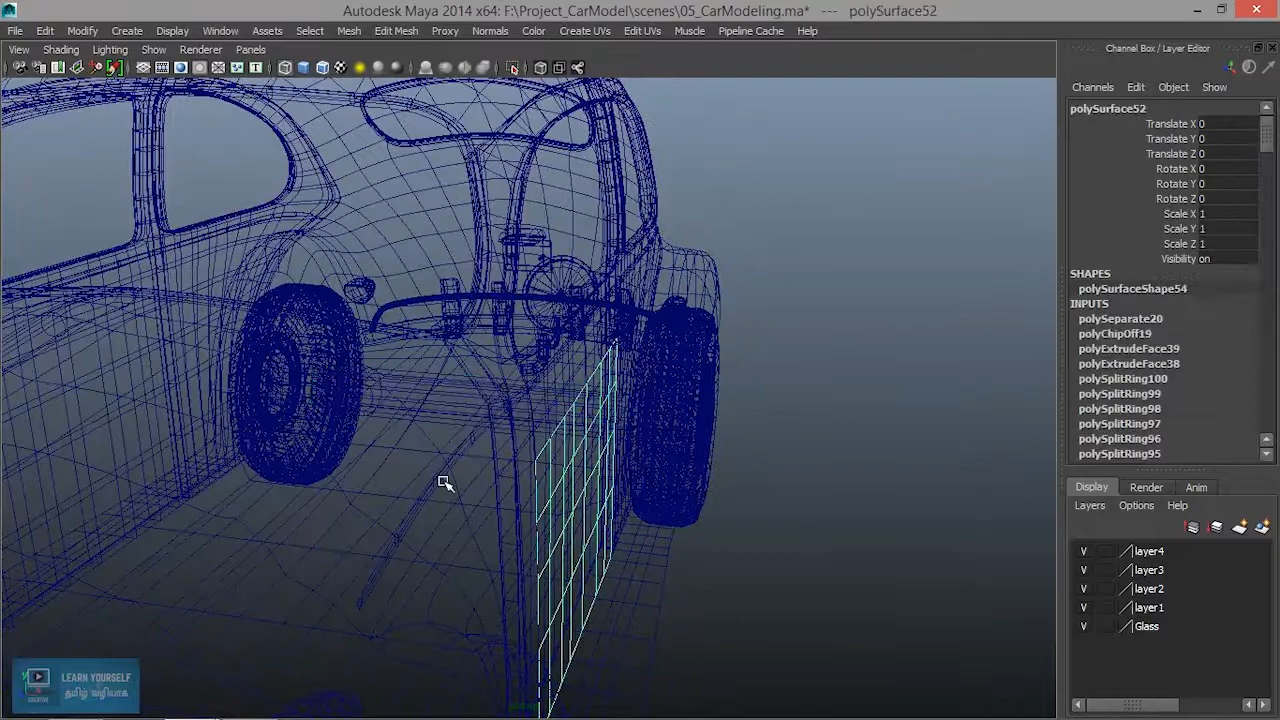 Autodesk Maya 2014 x64: F:\Project_CarModel\scenes\05_CarModeling.ma* --- polySurface52
File Edit Modify Create Display Window Assets Select Mesh Edit Mesh Proxy Normals Color Create UVs Edit UVs Muscle Pipeline Cache Help
View Shading Lighting Show Renderer Panels
Channel Box / Layer Editor
Channels Edit Object Show
polySurface52
Translate X 0
Translate Y 0
Translate Z 0
Rotate X 0
Rotate Y 0
Rotate Z 0
Scale X 1
Scale Y 1
Scale Z 1
Visibility on
SHAPES
polySurfaceShape54
INPUTS
polySeparate20
polyChipOff19
polyExtrudeFace39
polyExtrudeFace38
polySplitRing100
polySplitRing99
polySplitRing98
polySplitRing97
polySplitRing96
polySplitRing95
Display Render Anim
Layers Options Help
V layer4
V layer3
V layer2
V layer1
V Glass
LEARN YOURSELF
தமிழ் வழியாக
CREATIVE